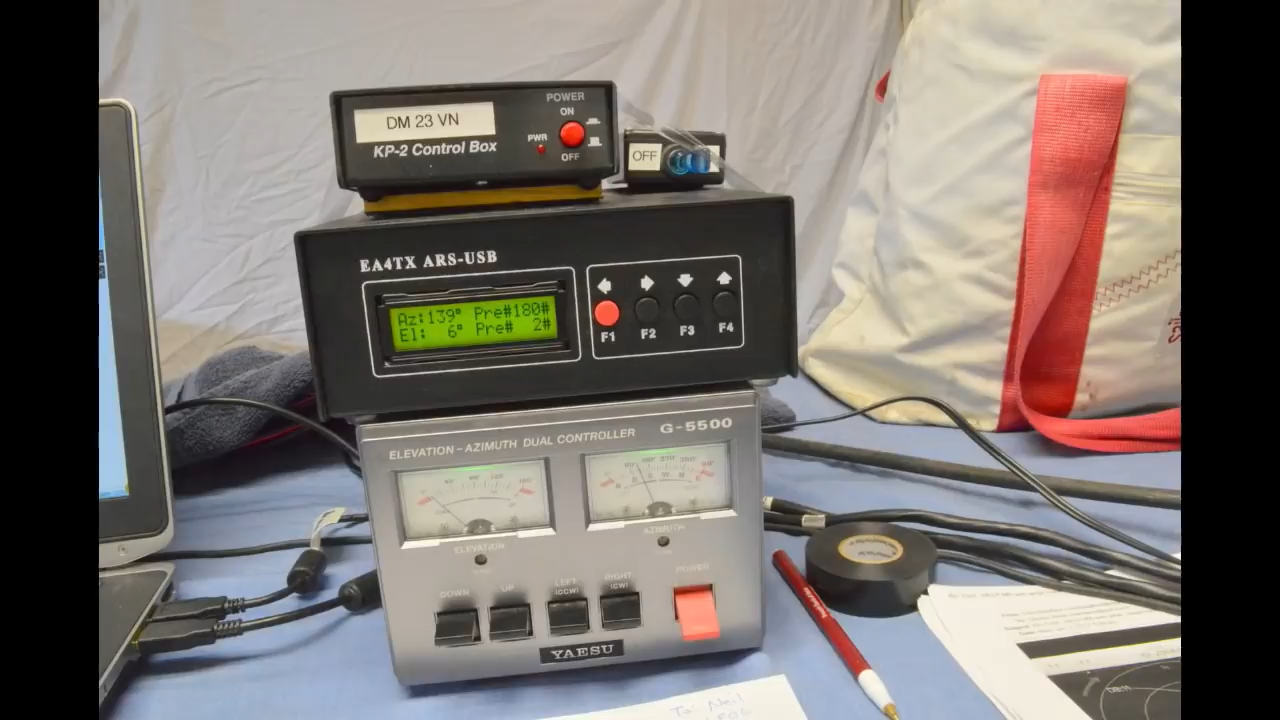 POWER
ON
DM 23 VN
PWR
KP-2 Control Box
OFF
OFF
EA4TX ARS-USB
Az:139° Pre#180#
El: 6° Pre# 2#
F1 F2 F3 F4
G-5500
ELEVATION-AZIMUTH DUAL CONTROLLER
ELEVATION
AZIMUTH
POWER
DOWN
UP
LEFT
(CCW)
RIGHT
(CW)
YAESU
To Neil